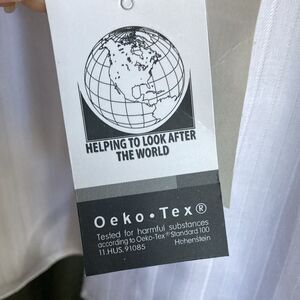 HELPING TO LOOK AFTER
THE WORLD
Oeko•Tex®
Tested for harmful substances
according to Oeko-Tex® Standard 100
11.HUS.91085 Hohenstein